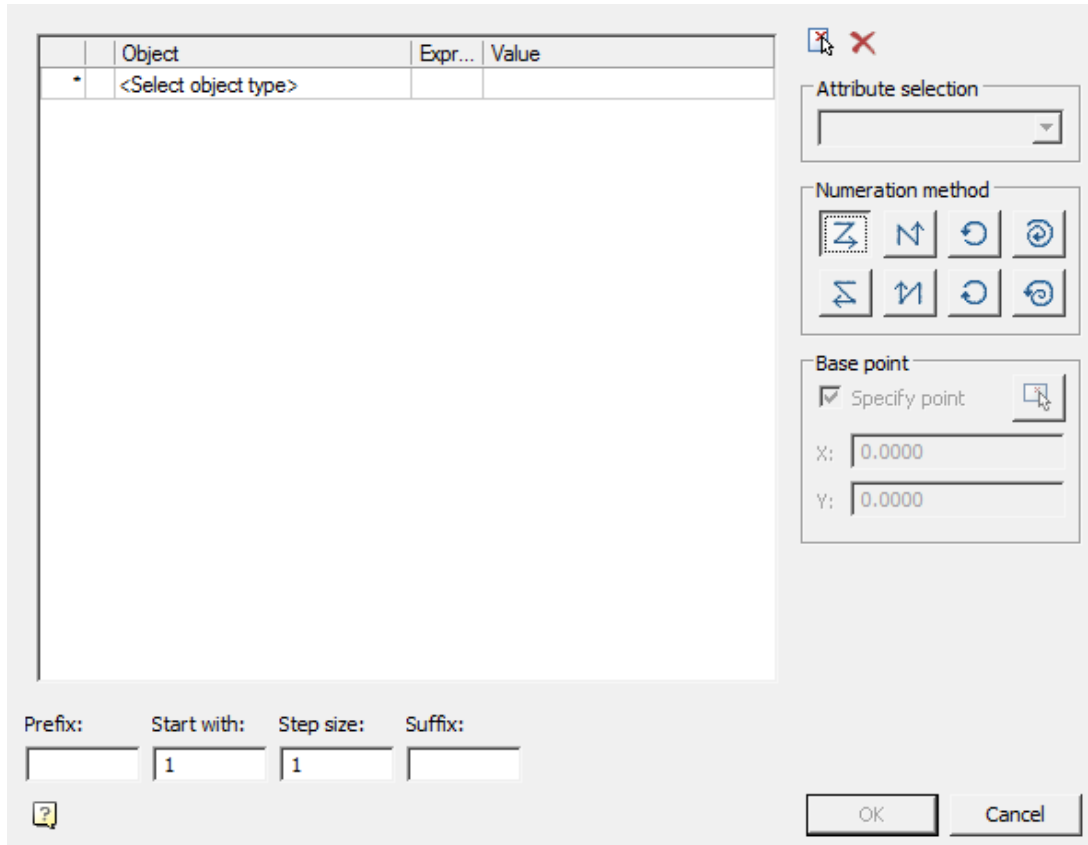 Object Expr... Value
* <Select object type>
Attribute selection
Numeration method
Base point
Specify point
X: 0.0000
Y: 0.0000
Prefix: Start with: Step size: Suffix:
1 1
?
OK Cancel